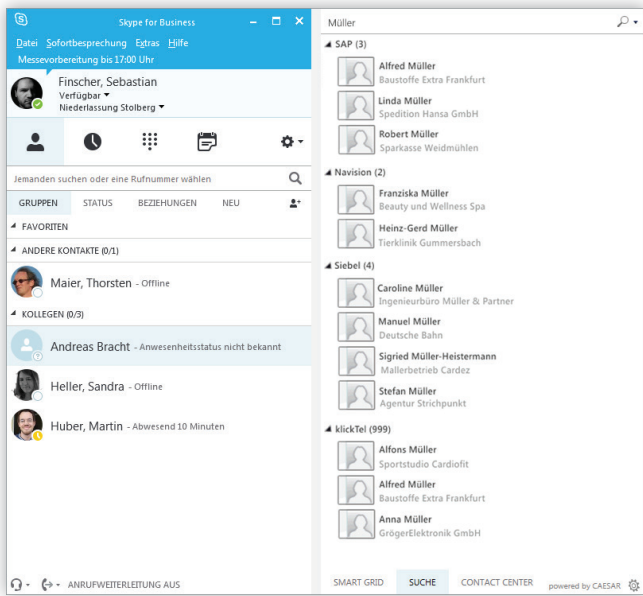 Skype for Business
Datei Sofortbesprechung Extras Hilfe
Messevorbereitung bis 17:00 Uhr
Finscher, Sebastian
Verfügbar
Niederlassung Stolberg
Jemanden suchen oder eine Rufnummer wählen
GRUPPEN STATUS BEZIEHUNGEN NEU
FAVORITEN
ANDERE KONTAKTE (0/1)
Maier, Thorsten - Offline
KOLLEGEN (0/3)
Andreas Bracht - Anwesenheitsstatus nicht bekannt
Heller, Sandra - Offline
Huber, Martin - Abwesend 10 Minuten
ANRUFWEITERLEITUNG AUS
Müller
SAP (3)
Alfred Müller
Baustoffe Extra Frankfurt
Linda Müller
Spedition Hansa GmbH
Robert Müller
Sparkasse Weidmühlen
Navision (2)
Franziska Müller
Beauty und Wellness Spa
Heinz-Gerd Müller
Tierklinik Gummersbach
Siebel (4)
Caroline Müller
Ingenieurbüro Müller & Partner
Manuel Müller
Deutsche Bahn
Sigried Müller-Heistermann
Mallerbetrieb Cardez
Stefan Müller
Agentur Strichpunkt
klickTel (999)
Alfons Müller
Sportstudio Cardiofit
Alfred Müller
Baustoffe Extra Frankfurt
Anna Müller
GrögerElektronik GmbH
SMART GRID SUCHE CONTACT CENTER powered by CAESAR